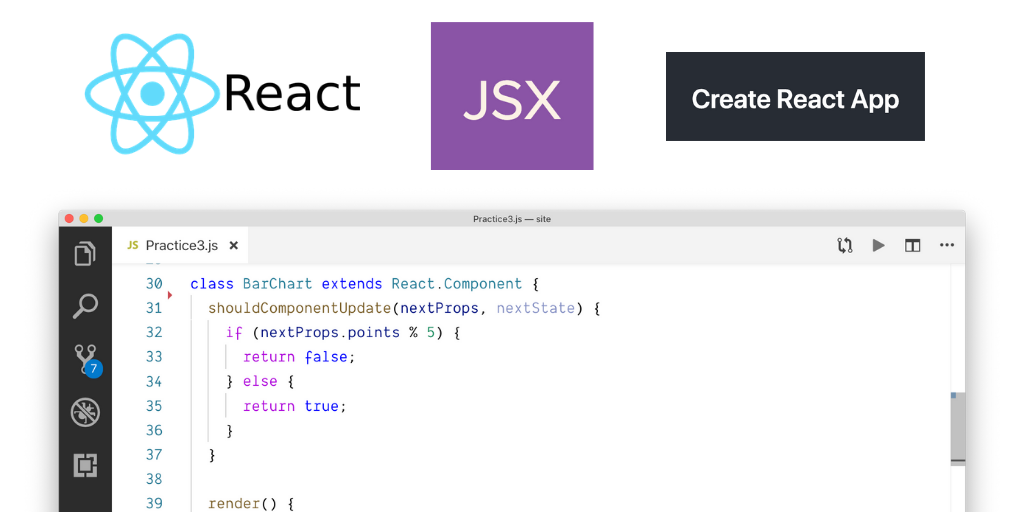 React
JSX
Create React App
Practice3.js — site
JS Practice3.js ×
30 class BarChart extends React.Component {
31 shouldComponentUpdate(nextProps, nextState) {
32 if (nextProps.points % 5) {
33 return false;
34 } else {
35 return true;
36 }
37 }
7
38
39 render() {